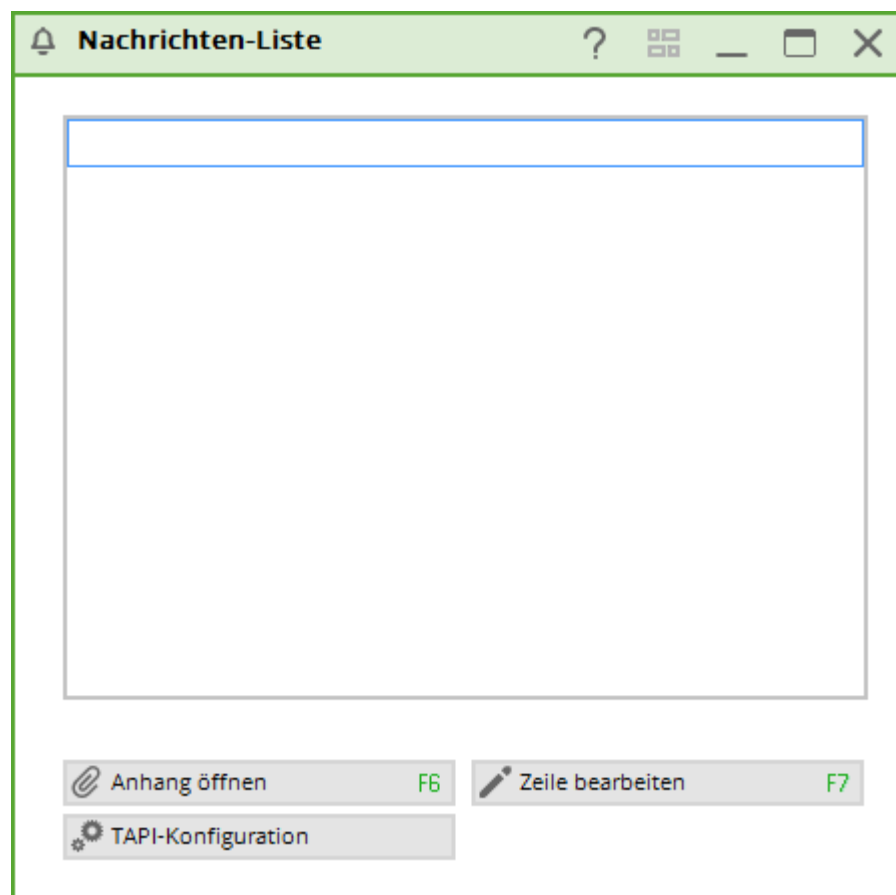 Nachrichten-Liste
Anhang öffnen F6
Zeile bearbeiten F7
TAPI-Konfiguration